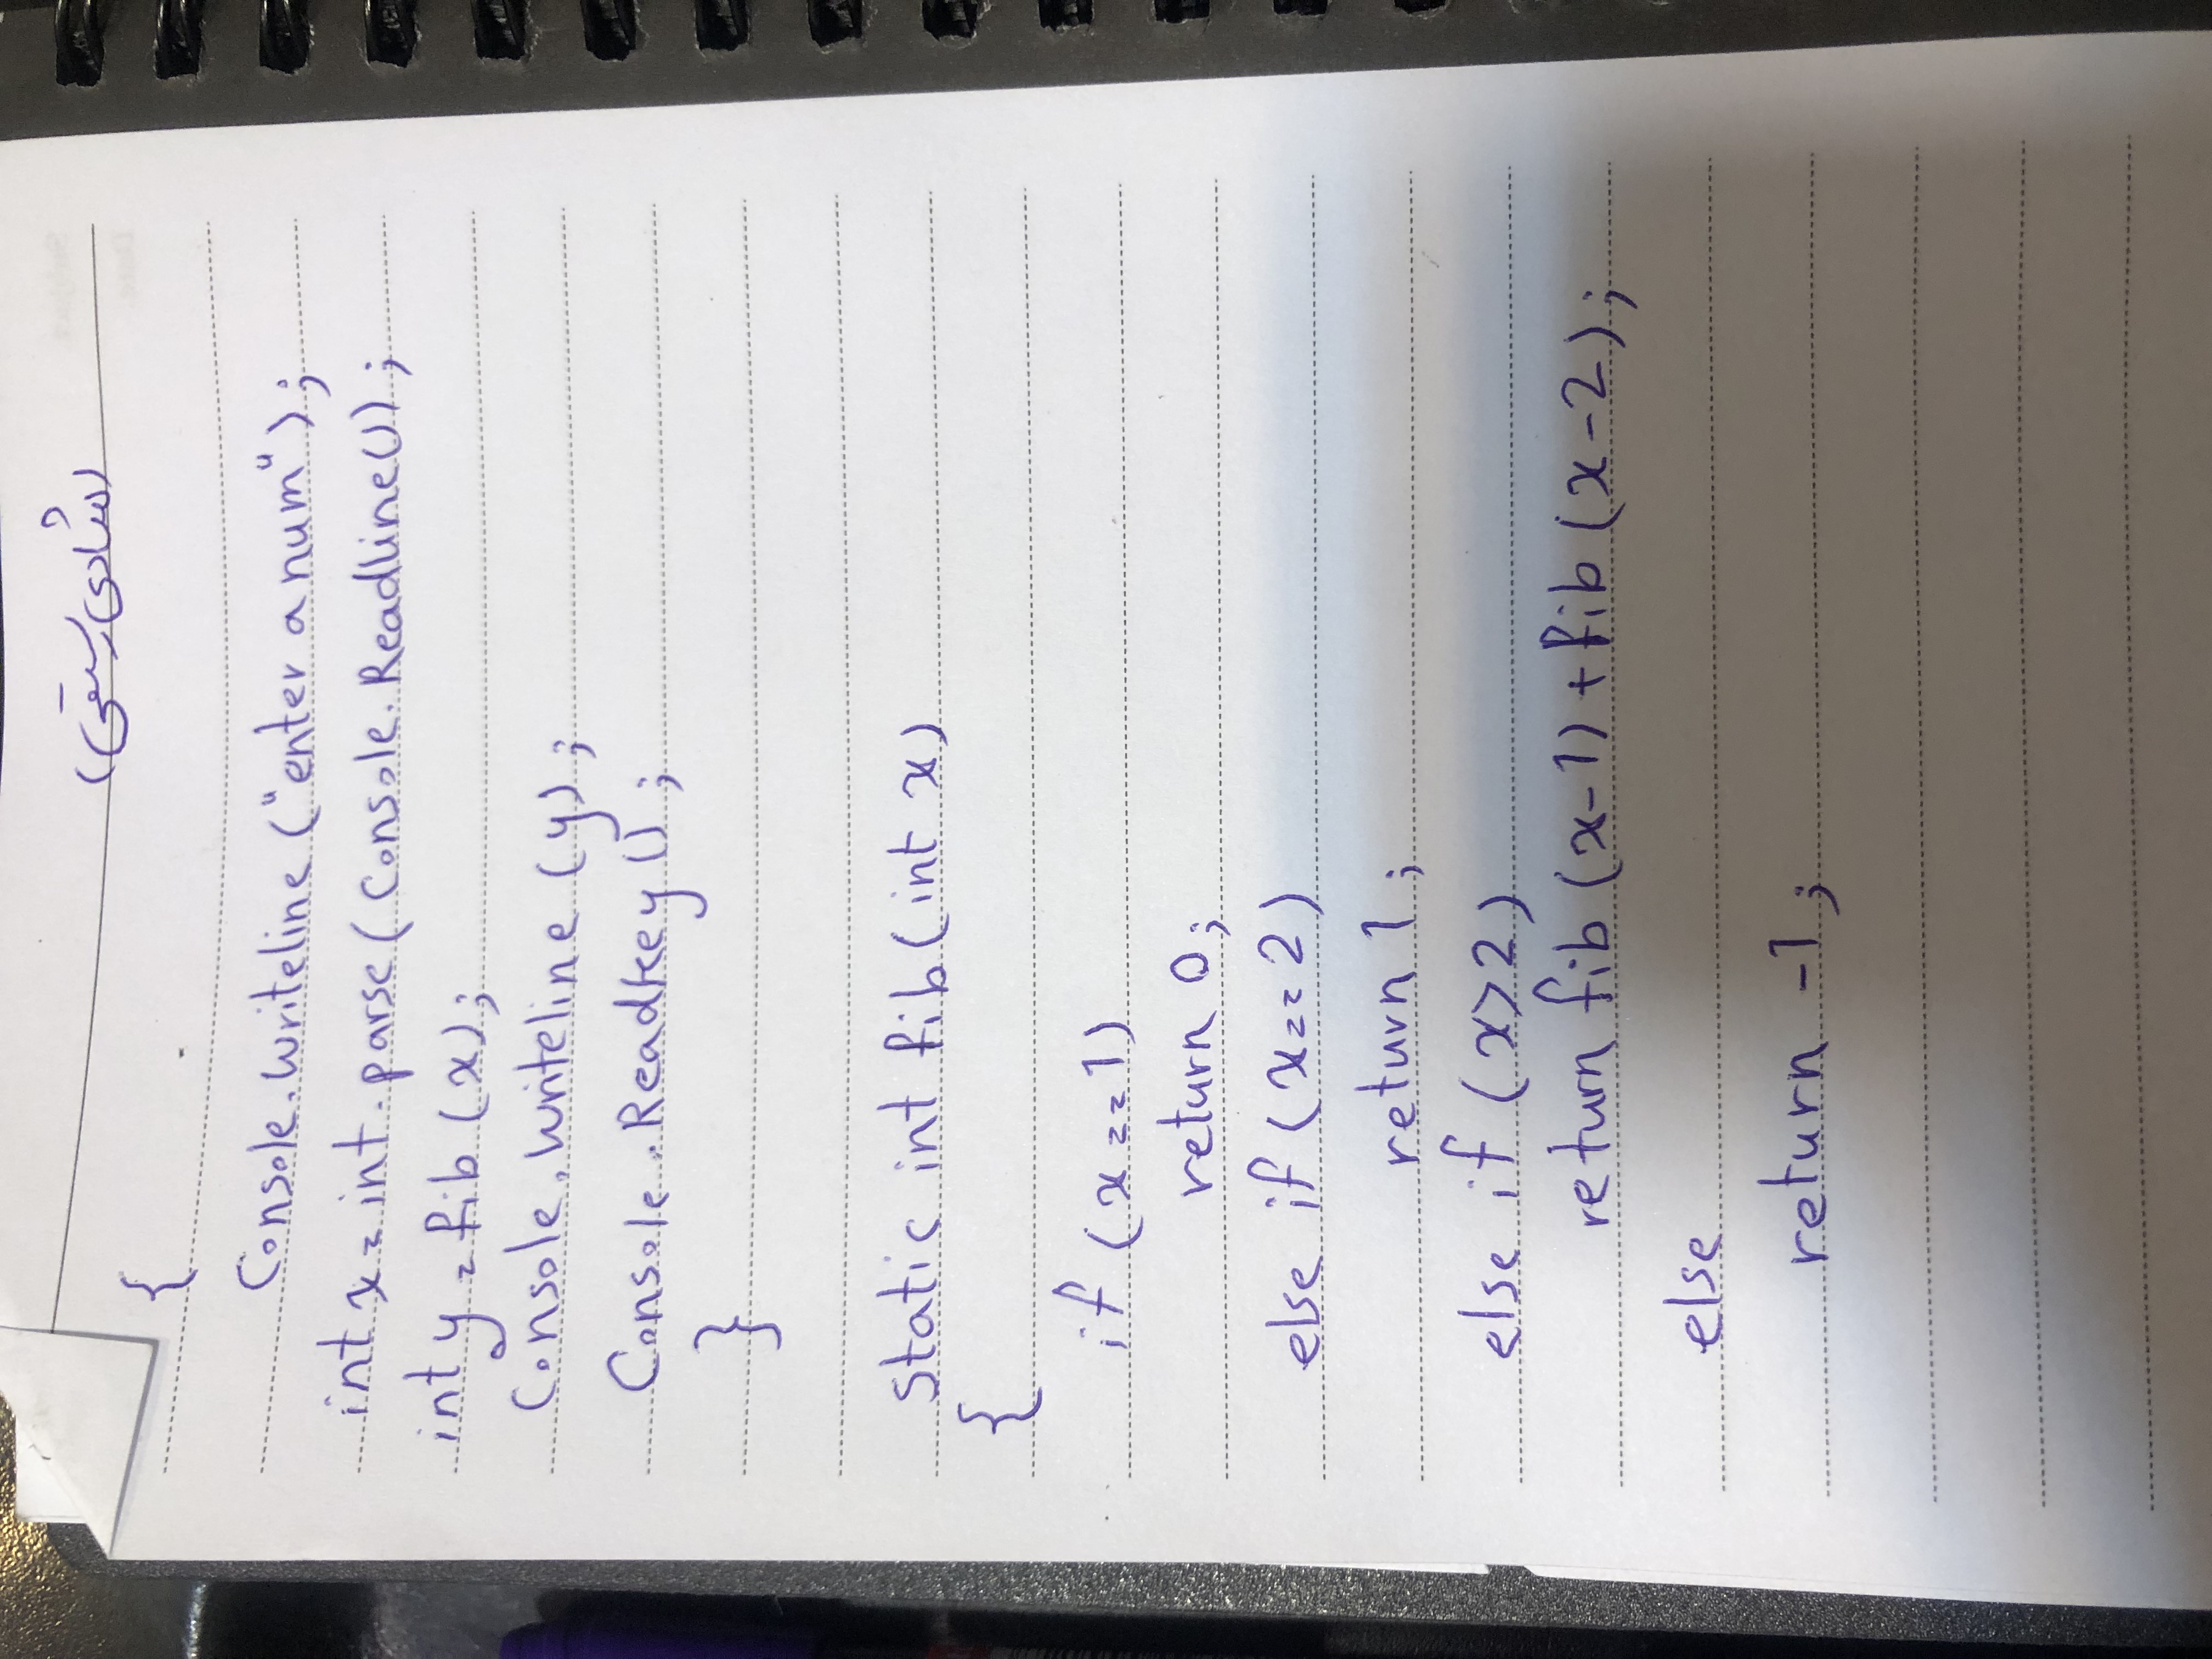 (شادی رستمی)
{
Console.writeline ("enter a num");
int x = int.parse(Console.Readline());
int y = fib (x);
Console.writeline (y);
Console.Readkey();
}
static int fib(int x)
{
if (x==1)
return 0;
else if (x==2)
return 1;
else if (x>2)
return fib (x-1) + fib (x-2);
else
return -1;